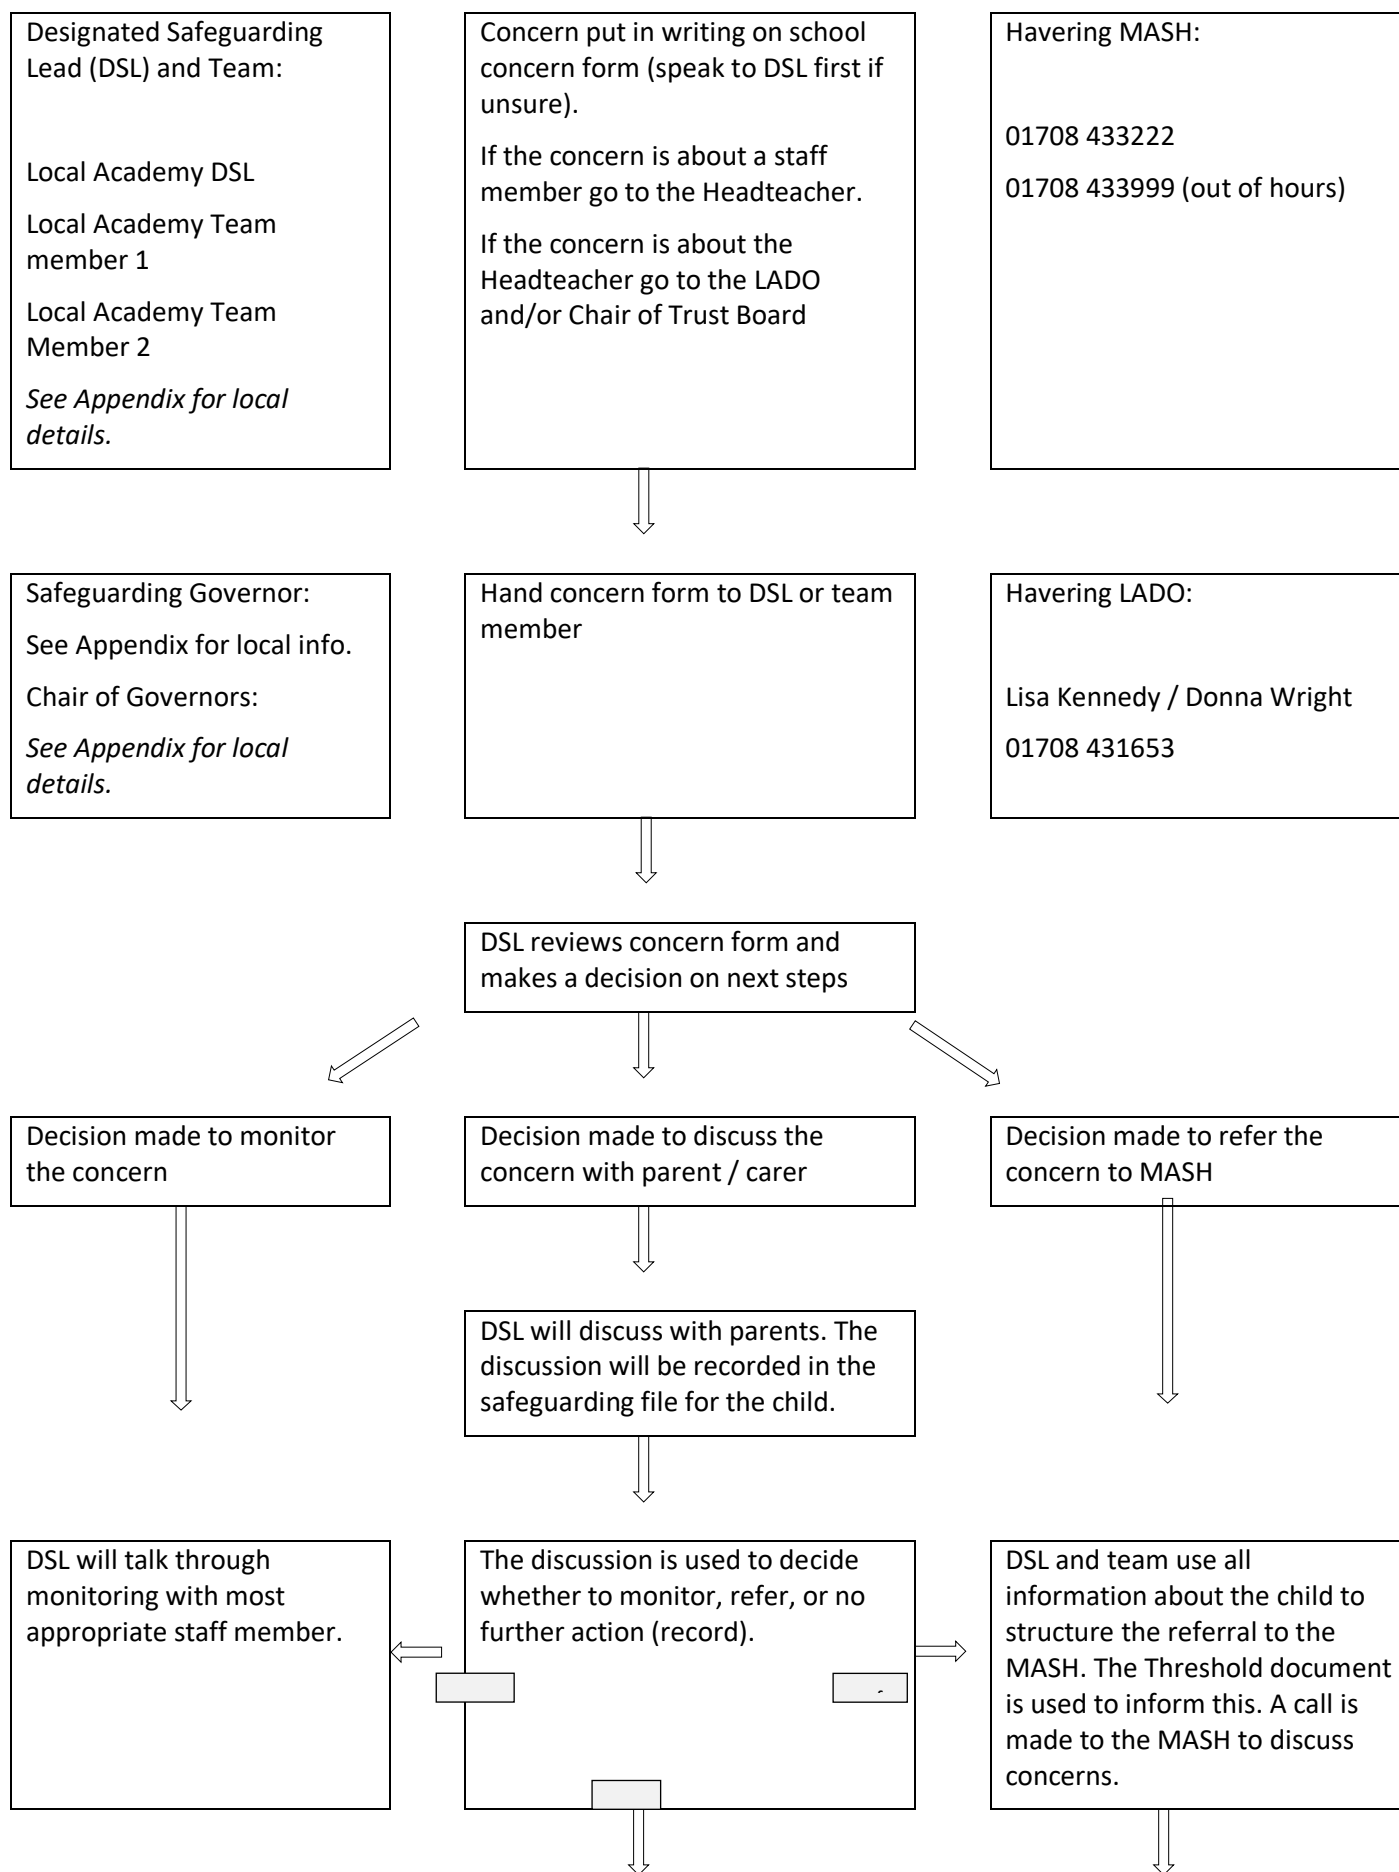 Designated Safeguarding
Lead (DSL) and Team:
Local Academy DSL
Local Academy Team
member 1
Local Academy Team
Member 2
See Appendix for local
details.
Concern put in writing on school
concern form (speak to DSL first if
unsure).
If the concern is about a staff
member go to the Headteacher.
If the concern is about the
Headteacher go to the LADO
and/or Chair of Trust Board
Havering MASH:
01708 433222
01708 433999 (out of hours)
Safeguarding Governor:
See Appendix for local info.
Chair of Governors:
See Appendix for local
details.
Hand concern form to DSL or team
member
Havering LADO:
Lisa Kennedy / Donna Wright
01708 431653
DSL reviews concern form and
makes a decision on next steps
Decision made to monitor
the concern
Decision made to discuss the
concern with parent / carer
Decision made to refer the
concern to MASH
DSL will discuss with parents. The
discussion will be recorded in the
safeguarding file for the child.
DSL will talk through
monitoring with most
appropriate staff member.
The discussion is used to decide
whether to monitor, refer, or no
further action (record).
DSL and team use all
information about the child to
structure the referral to the
MASH. The Threshold document
is used to inform this. A call is
made to the MASH to discuss
concerns.